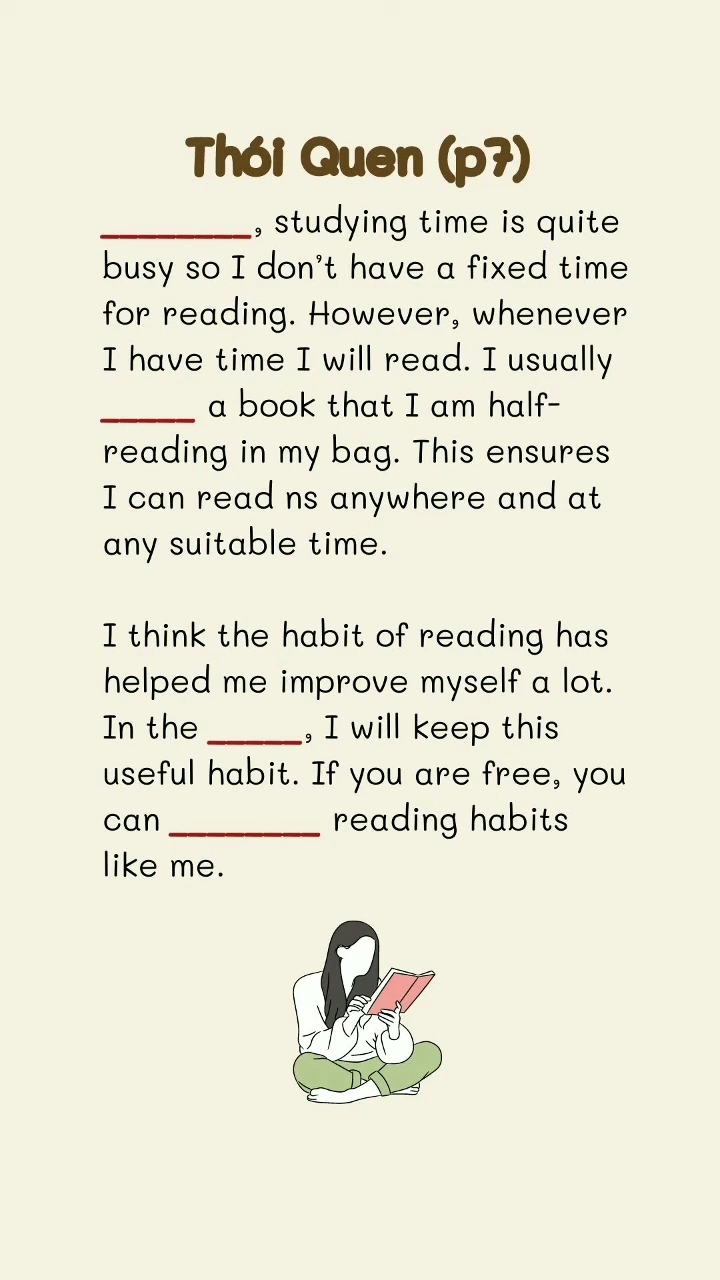 Thói Quen (p7)
________, studying time is quite
busy so I don't have a fixed time
for reading. However, whenever
I have time I will read. I usually
_____ a book that I am half-
reading in my bag. This ensures
I can read ns anywhere and at
any suitable time.
I think the habit of reading has
helped me improve myself a lot.
In the _____, I will keep this
useful habit. If you are free, you
can ________ reading habits
like me.